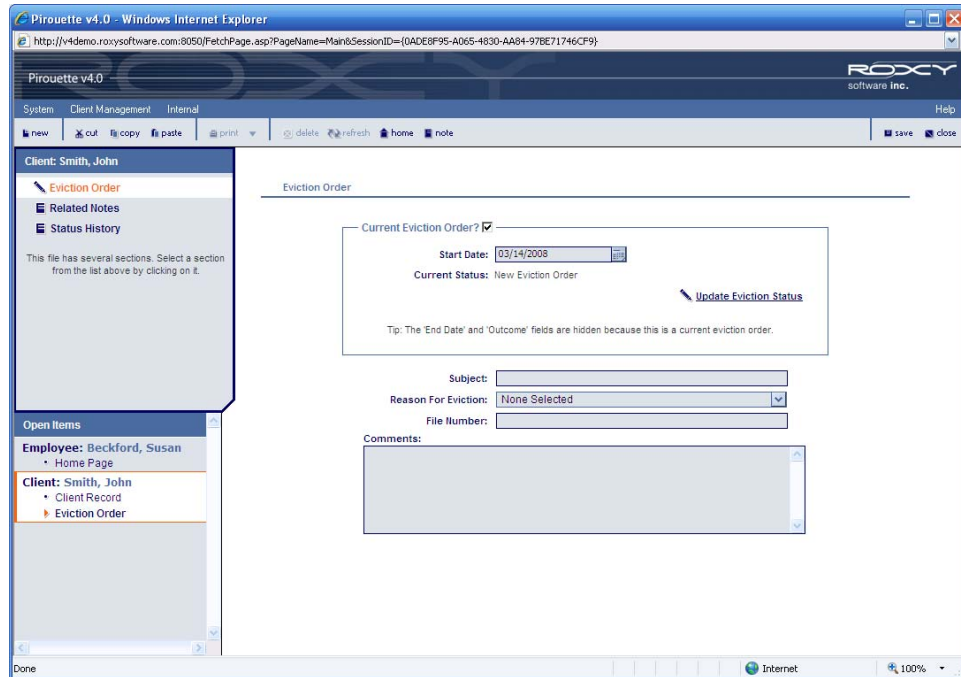 Pirouette v4.0 - Windows Internet Explorer
http://v4demo.roxysoftware.com:8050/FetchPage.asp?PageName=Main&SessionID={0ADE8F95-A065-4830-AA84-97BE71746CF9}
Pirouette v4.0
ROXY
software inc.
System Client Management Internal Help
new cut copy paste print delete refresh home note save close
Client: Smith, John
Eviction Order
Related Notes
Status History
This file has several sections. Select a section
from the list above by clicking on it.
Eviction Order
Current Eviction Order?
Start Date: 03/14/2008
Current Status: New Eviction Order
Update Eviction Status
Tip: The 'End Date' and 'Outcome' fields are hidden because this is a current eviction order.
Subject:
Reason For Eviction: None Selected
File Number:
Comments:
Open Items
Employee: Beckford, Susan
• Home Page
Client: Smith, John
• Client Record
Eviction Order
Done Internet 100%